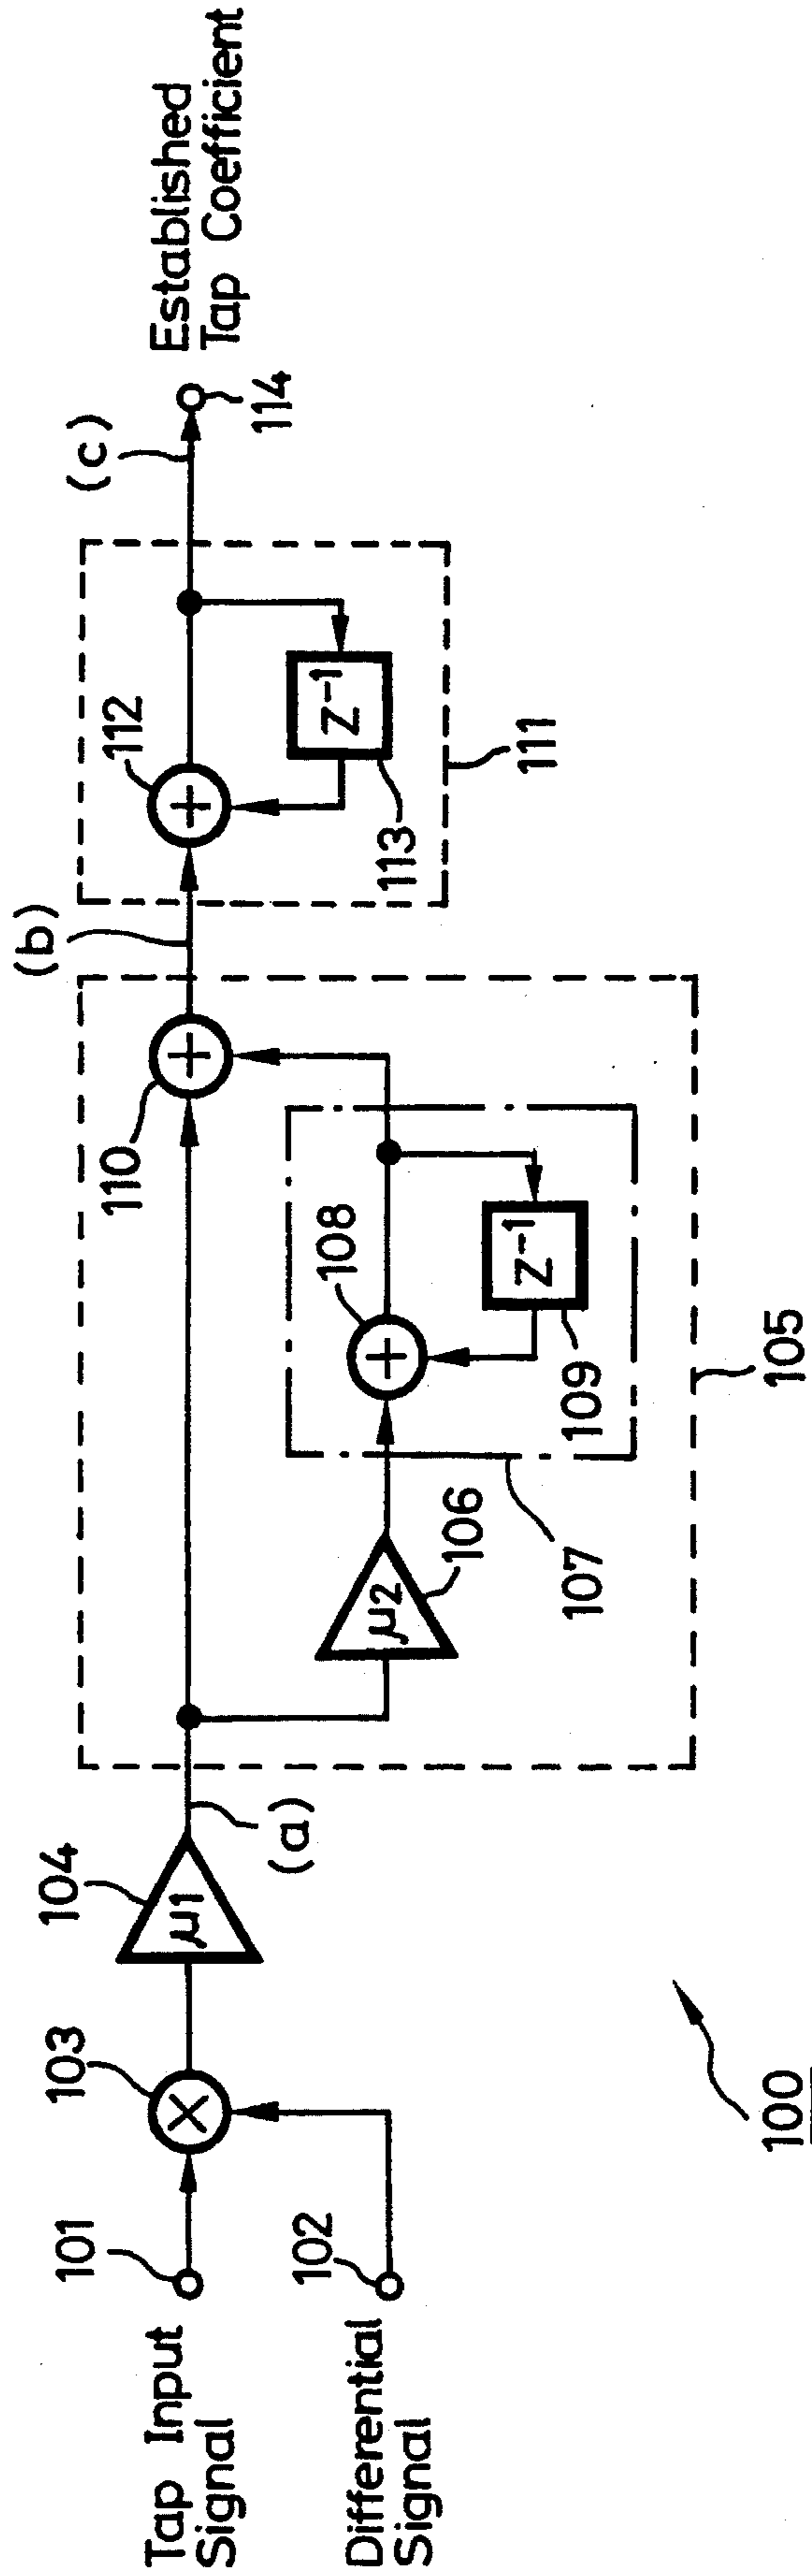 Tap Input
Signal
101
103
104
μ1
(a)
Differential
Signal
102
110
(b)
112
(c)
Established
Tap Coefficient
114
μ2
106
108
Z⁻¹
109
107
105
Z⁻¹
113
111
100